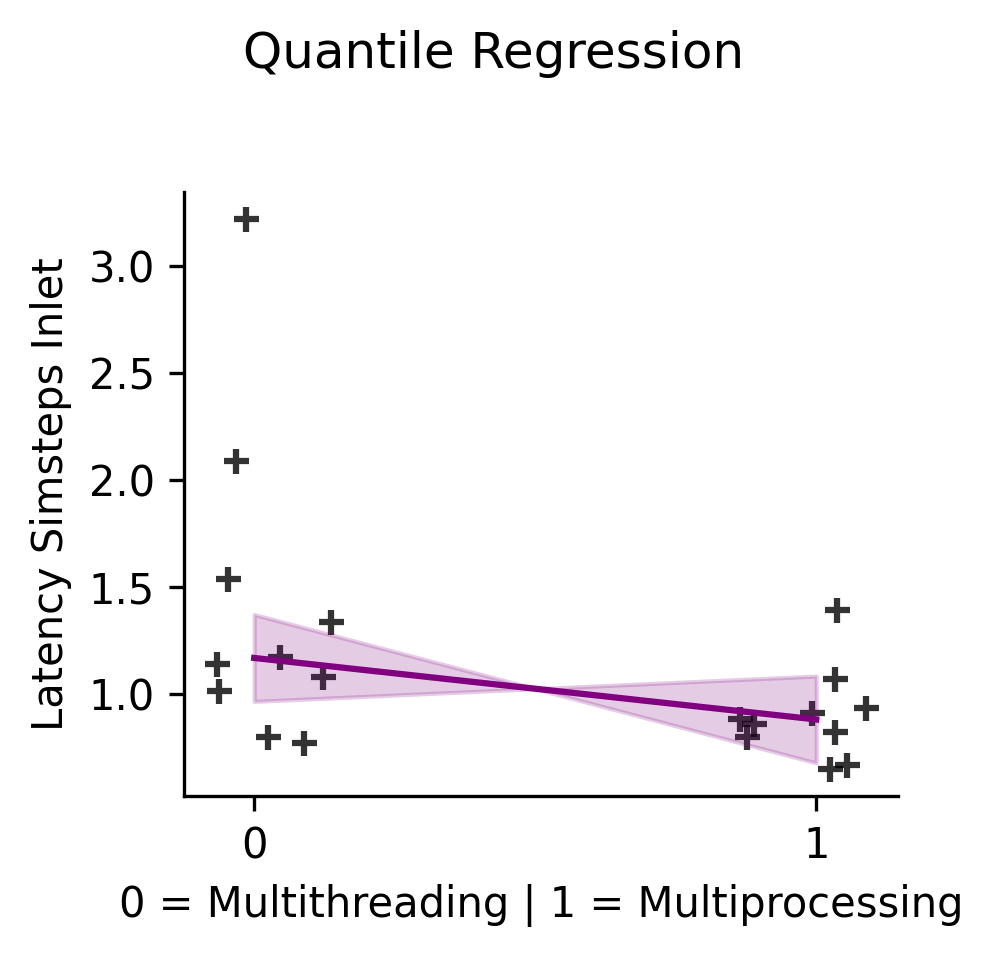 Quantile Regression
Latency Simsteps Inlet
3.0
2.5
2.0
1.5
1.0
0
1
0 = Multithreading | 1 = Multiprocessing